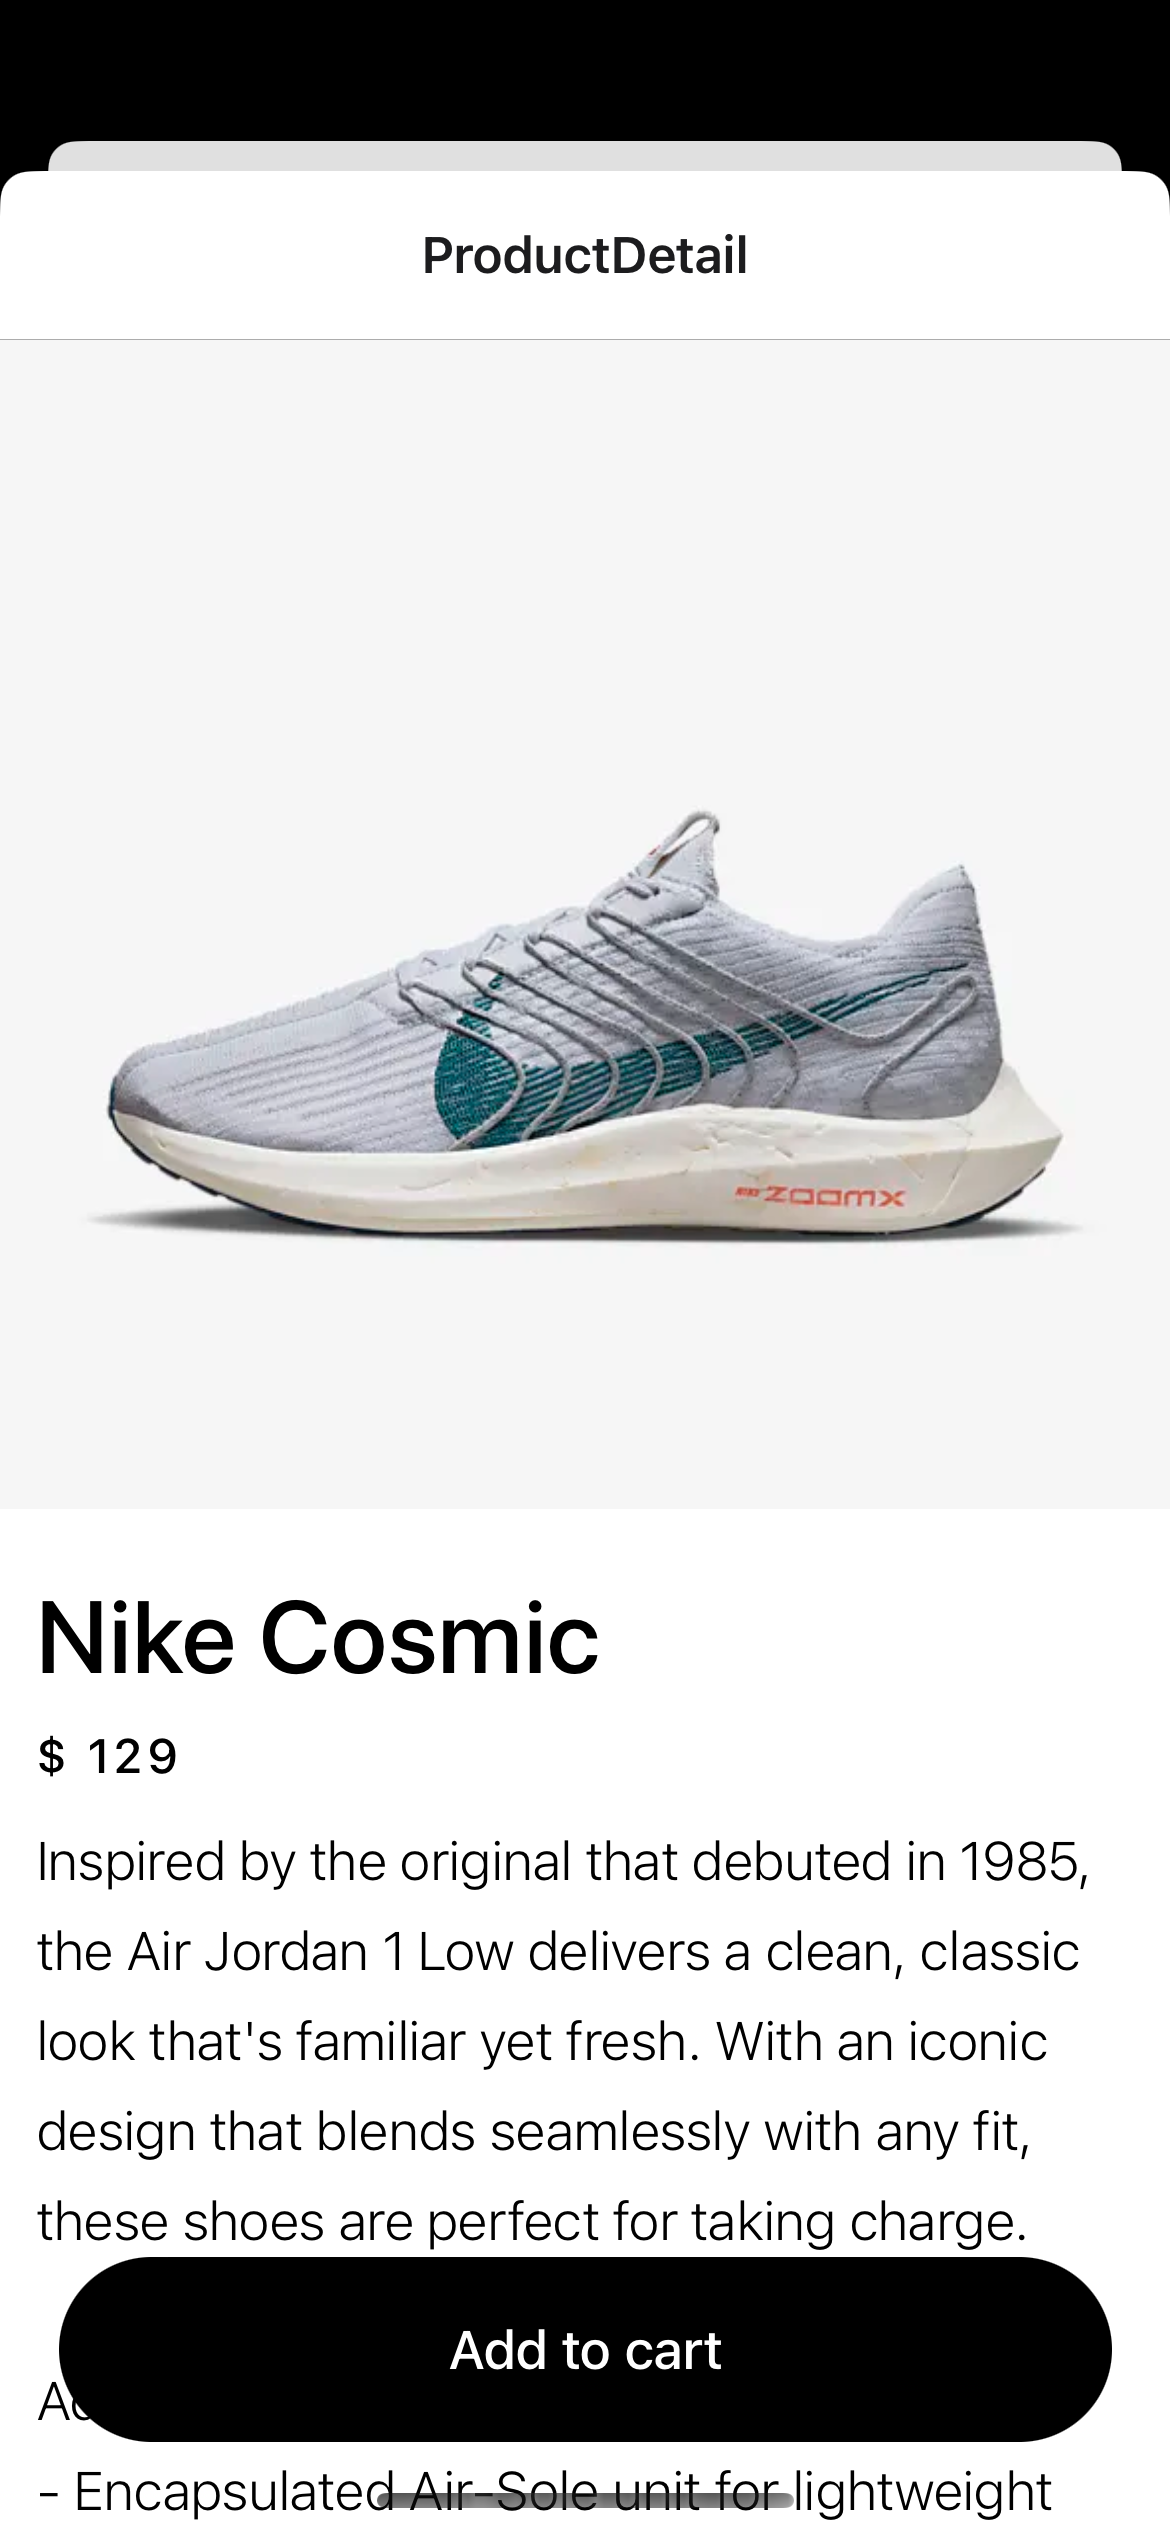 ProductDetail
ZOOMX
Nike Cosmic
$ 129
Inspired by the original that debuted in 1985,
the Air Jordan 1 Low delivers a clean, classic
look that's familiar yet fresh. With an iconic
design that blends seamlessly with any fit,
these shoes are perfect for taking charge.
Add to cart
- Encapsulated Air-Sole unit for lightweight